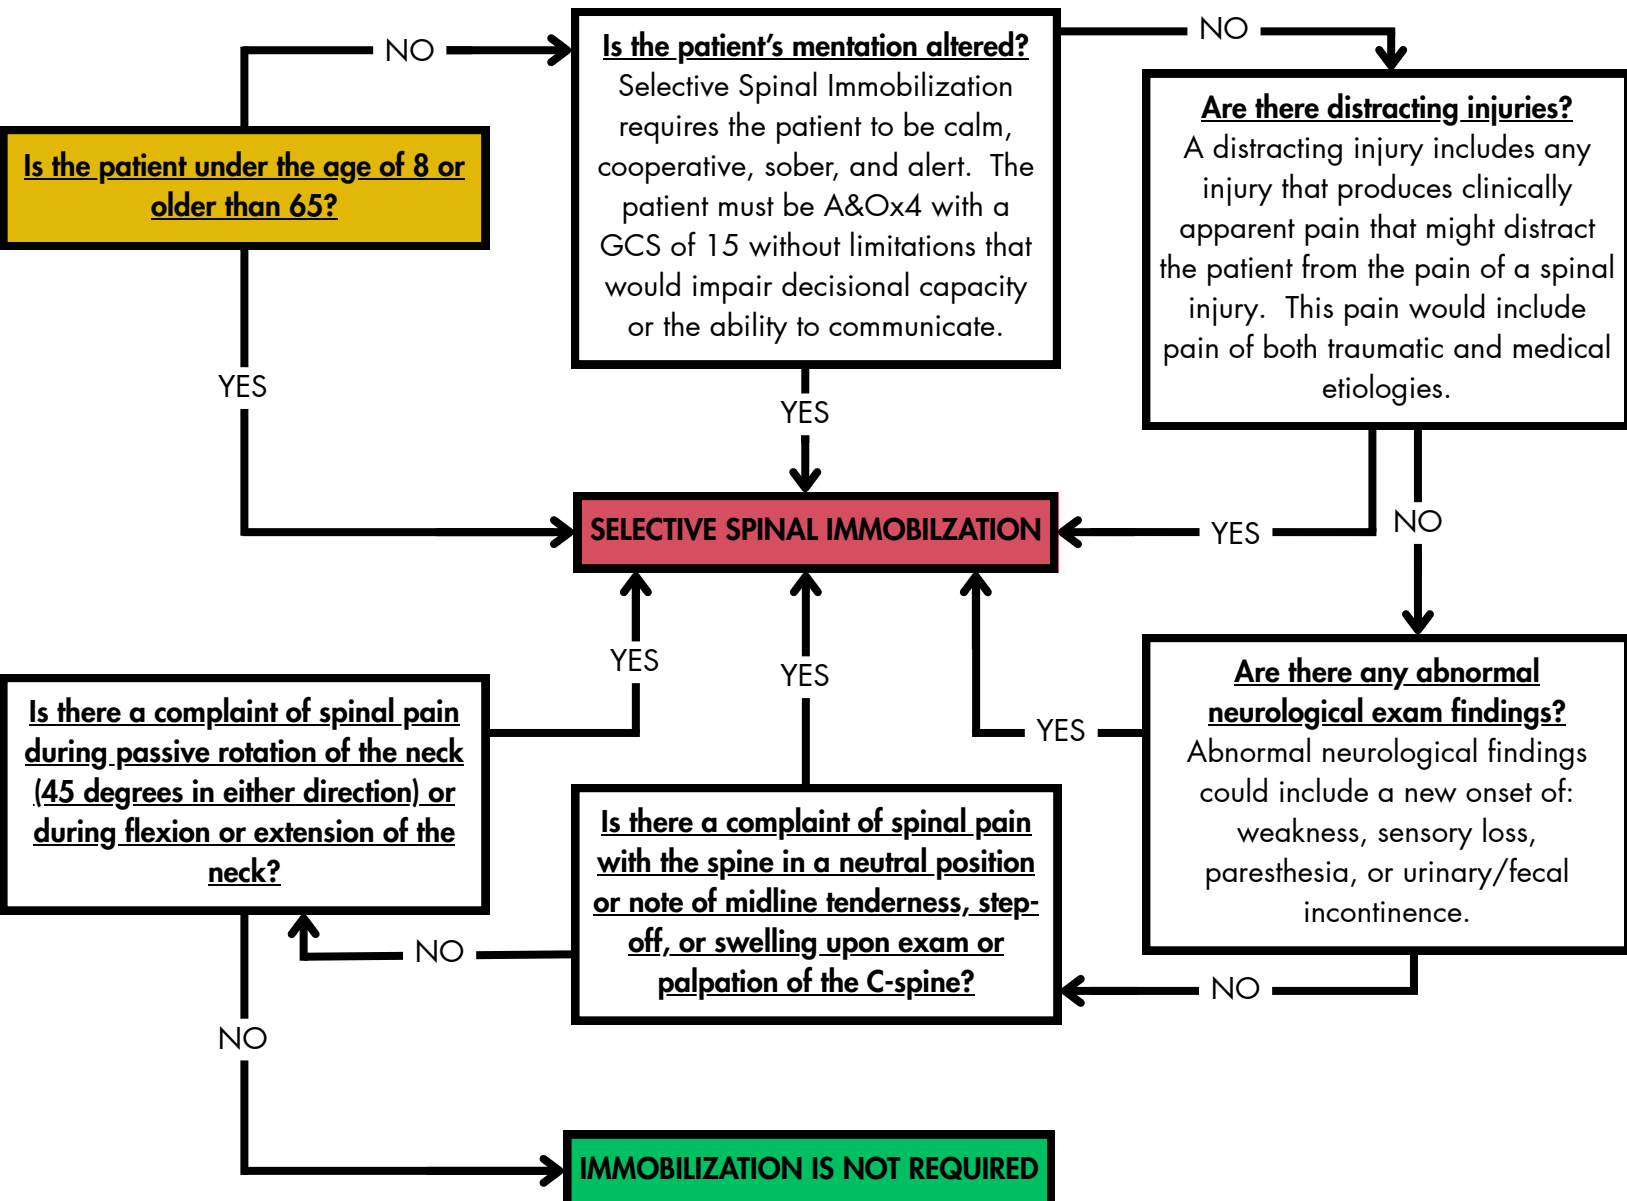 Is the patient under the age of 8 or
older than 65?
NO
YES
Is the patient’s mentation altered?
Selective Spinal Immobilization
requires the patient to be calm,
cooperative, sober, and alert.  The
patient must be A&Ox4 with a
GCS of 15 without limitations that
would impair decisional capacity
or the ability to communicate.
NO
YES
Are there distracting injuries?
A distracting injury includes any
injury that produces clinically
apparent pain that might distract
the patient from the pain of a spinal
injury.  This pain would include
pain of both traumatic and medical
etiologies.
YES
NO
SELECTIVE SPINAL IMMOBILZATION
Are there any abnormal
neurological exam findings?
Abnormal neurological findings
could include a new onset of:
weakness, sensory loss,
paresthesia, or urinary/fecal
incontinence.
YES
NO
Is there a complaint of spinal pain
with the spine in a neutral position
or note of midline tenderness, step-
off, or swelling upon exam or
palpation of the C-spine?
YES
NO
Is there a complaint of spinal pain
during passive rotation of the neck
(45 degrees in either direction) or
during flexion or extension of the
neck?
YES
NO
IMMOBILIZATION IS NOT REQUIRED